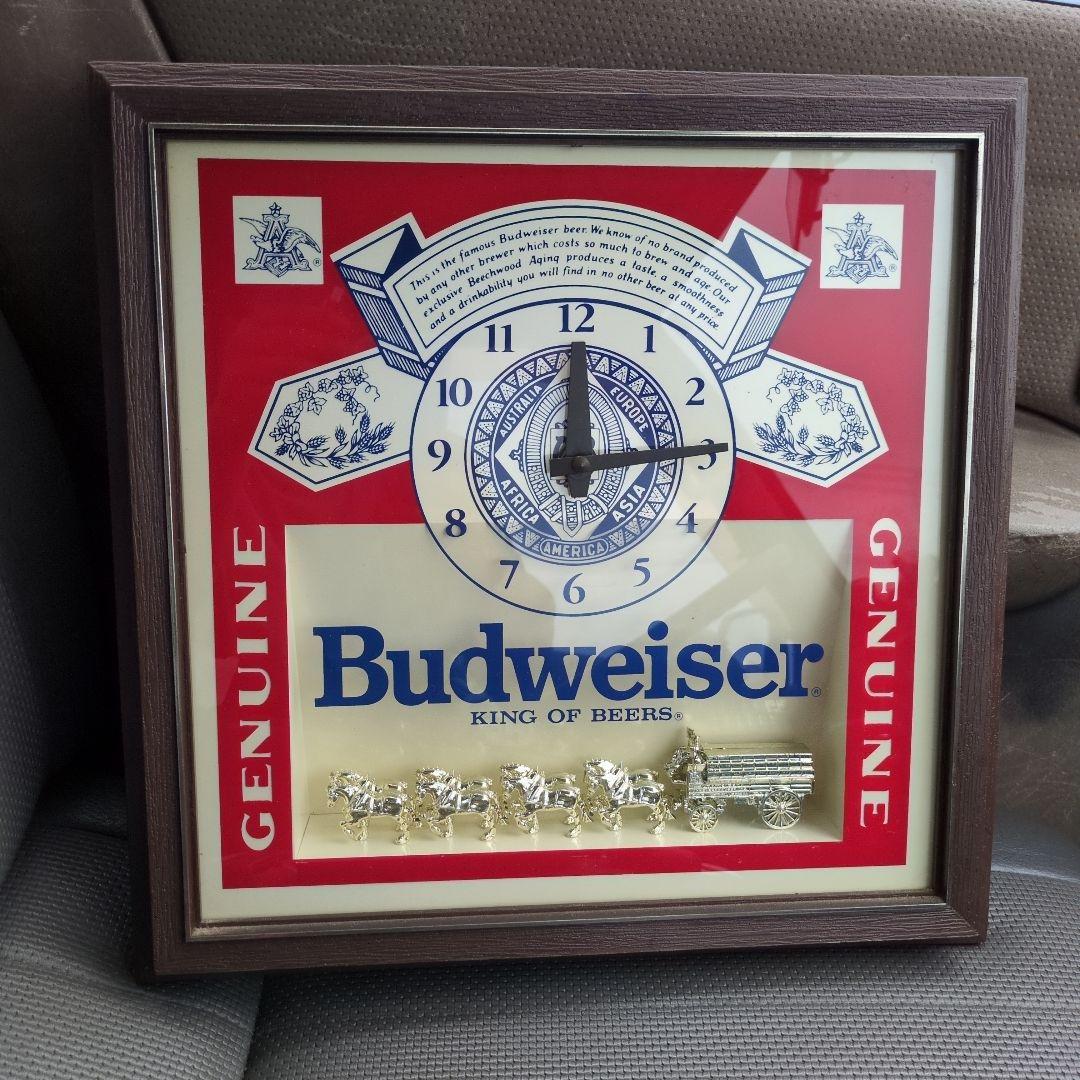 This is the famous Budweiser beer. We know of no brand produced
by any other brewer which costs so much to brew and age. Our
exclusive Beechwood Aging produces a taste, a smoothness
and a drinkability you will find in no other beer at any price.
12
11
1
10
2
9
3
8
4
7
5
6
AUSTRALIA
EUROPE
AFRICA
ASIA
AMERICA
GENUINE
GENUINE
Budweiser®
KING OF BEERS®